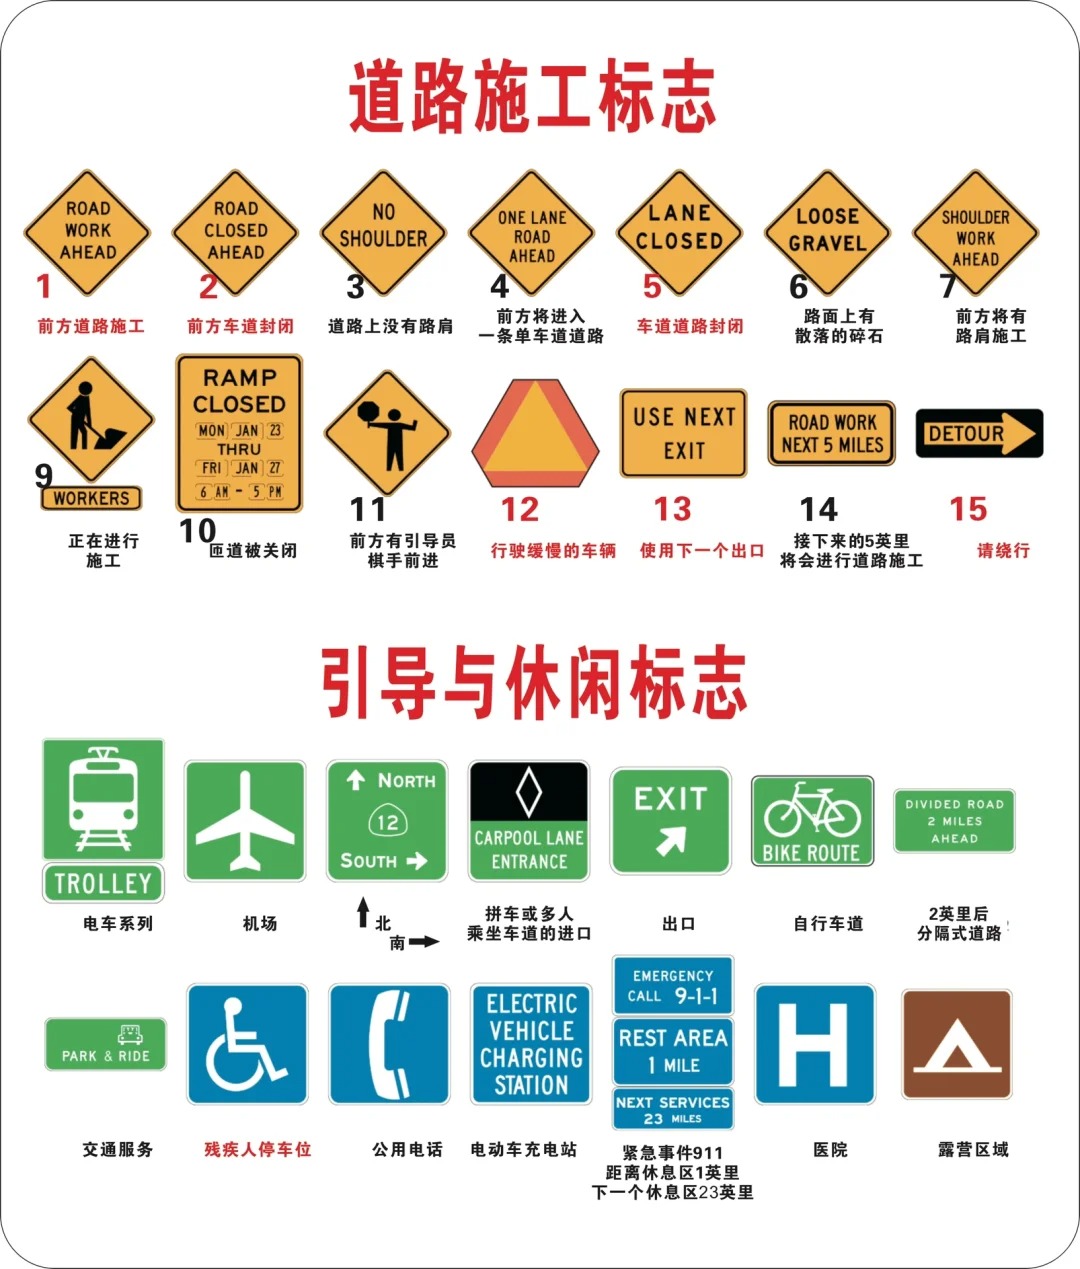 道路施工标志
ROAD
WORK
AHEAD
1
前方道路施工
ROAD
CLOSED
AHEAD
2
前方车道封闭
NO
SHOULDER
3
道路上没有路肩
ONE LANE
ROAD
AHEAD
4
前方将进入
一条单车道道路
LANE
CLOSED
5
车道道路封闭
LOOSE
GRAVEL
6
路面上有
散落的碎石
SHOULDER
WORK
AHEAD
7
前方将有
路肩施工
9
WORKERS
正在进行
施工
RAMP
CLOSED
MON JAN 23
THRU
FRI JAN 27
6 AM - 5 PM
10
匝道被关闭
11
前方有引导员
棋手前进
12
行驶缓慢的车辆
USE NEXT
EXIT
13
使用下一个出口
ROAD WORK
NEXT 5 MILES
14
接下来的5英里
将会进行道路施工
DETOUR
15
请绕行
引导与休闲标志
TROLLEY
电车系列
机场
NORTH
12
SOUTH
北
南
CARPOOL LANE
ENTRANCE
拼车或多人
乘坐车道的进口
EXIT
出口
BIKE ROUTE
自行车道
DIVIDED ROAD
2 MILES
AHEAD
2英里后
分隔式道路
PARK & RIDE
交通服务
残疾人停车位
公用电话
ELECTRIC
VEHICLE
CHARGING
STATION
电动车充电站
EMERGENCY
CALL 9-1-1
REST AREA
1 MILE
NEXT SERVICES
23 MILES
紧急事件911
距离休息区1英里
下一个休息区23英里
H
医院
露营区域